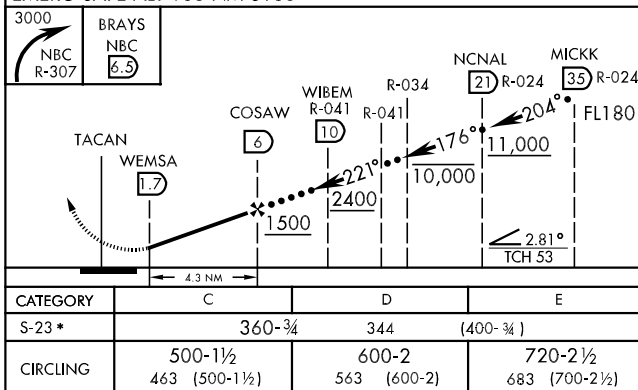 3000
NBC
R-307
BRAYS
NBC
6.5
NCNAL
MICKK
21 R-024
35 R-024
R-034
WIBEM
R-041
R-041
204°
FL180
COSAW
10
176°
11,000
TACAN
6
221°
10,000
WEMSA
2400
1.7
1500
2.81°
TCH 53
4.3 NM
CATEGORY C D E
S-23 * 360-¾ 344 (400-¾)
CIRCLING 500-1½ 600-2 720-2½
463 (500-1½) 563 (600-2) 683 (700-2½)